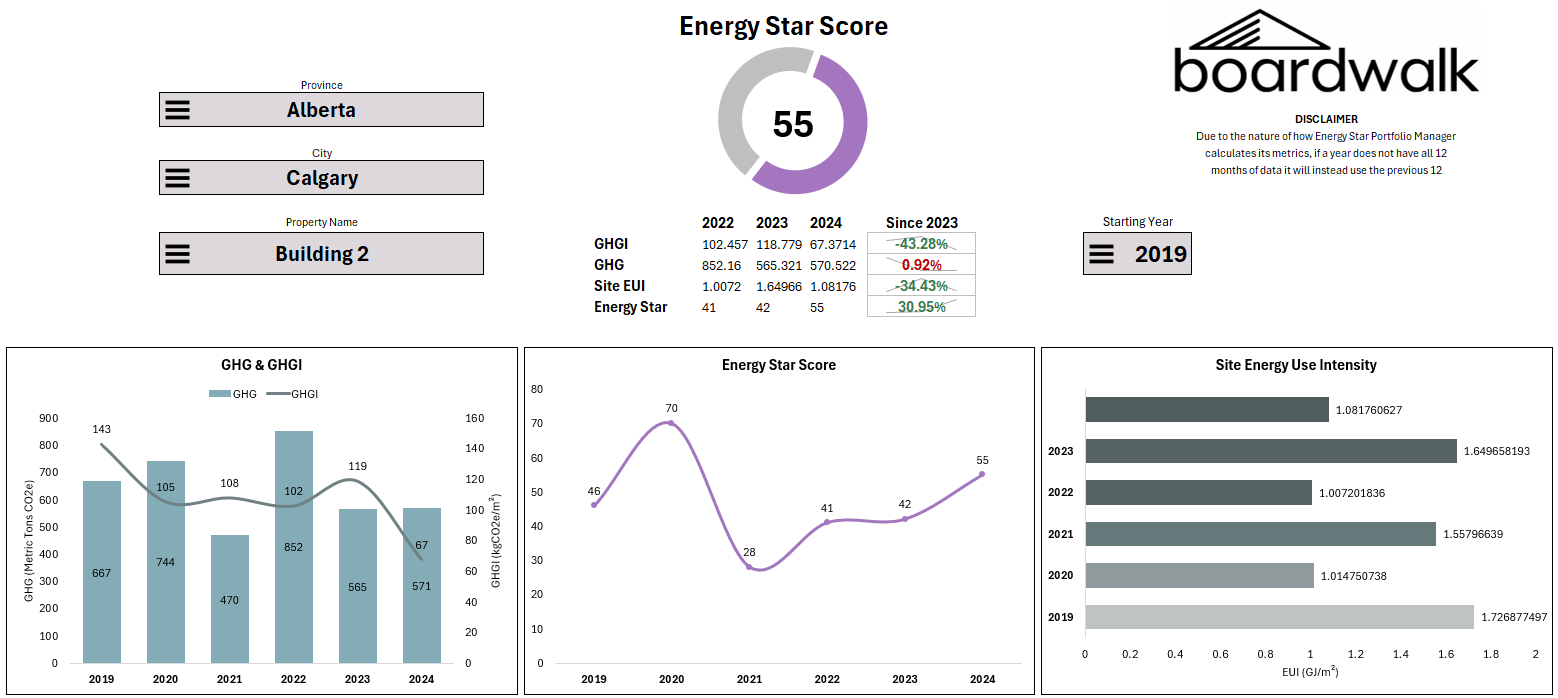 Energy Star Score
55
boardwalk
DISCLAIMER
Due to the nature of how Energy Star Portfolio Manager
calculates its metrics, if a year does not have all 12
months of data it will instead use the previous 12
Province
Alberta
City
Calgary
Property Name
Building 2
2022 2023 2024 Since 2023
GHGI 102.457 118.779 67.3714 -43.28%
GHG 852.16 565.321 570.522 0.92%
Site EUI 1.0072 1.64966 1.08176 -34.43%
Energy Star 41 42 55 30.95%
Starting Year
2019
GHG & GHGI
GHG GHGI
GHG (Metric Tons CO2e)
900
800
700
600
500
400
300
200
100
0
143
105
108
102
119
67
667
744
470
852
565
571
160
140
120
100
80
60
40
20
0
GHGI (kgCO2e/m²)
2019 2020 2021 2022 2023 2024
Energy Star Score
80
70
60
50
40
30
20
10
0
46
70
28
41
42
55
2019 2020 2021 2022 2023 2024
Site Energy Use Intensity
1.081760627
2023 1.649658193
2022 1.007201836
2021 1.55796639
2020 1.014750738
2019 1.726877497
0 0.2 0.4 0.6 0.8 1 1.2 1.4 1.6 1.8 2
EUI (GJ/m²)